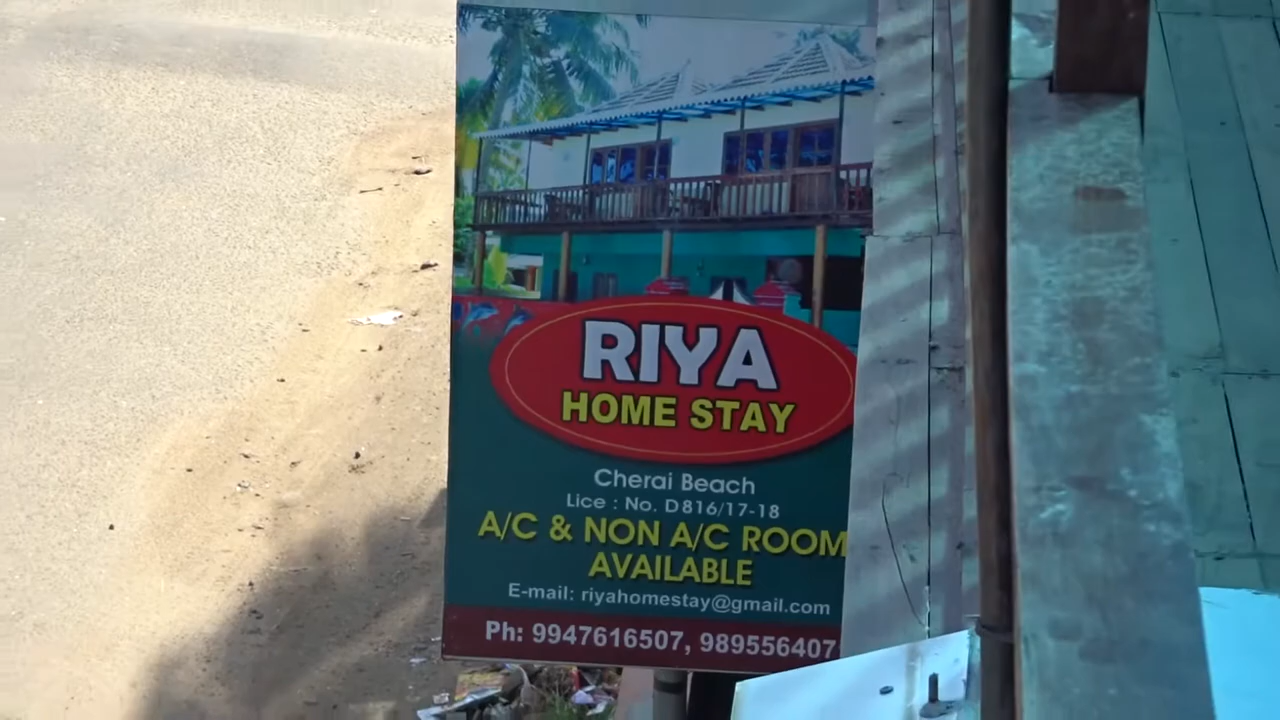 RIYA
HOME STAY
Cherai Beach
Lice : No. D816/17-18
A/C & NON A/C ROOM
AVAILABLE
E-mail: riyahomestay@gmail.com
Ph: 9947616507, 989556407